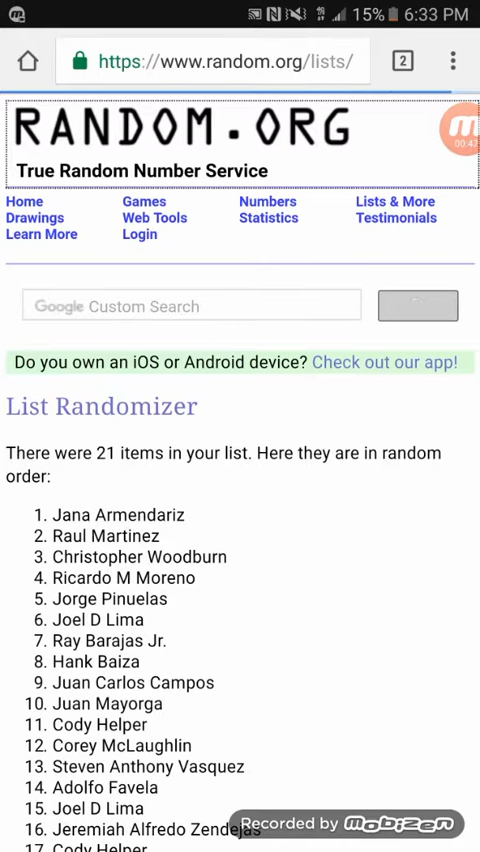 15% 6:33 PM
https://www.random.org/lists/ 2
RANDOM.ORG
True Random Number Service
00:42
Home Games Numbers Lists & More
Drawings Web Tools Statistics Testimonials
Learn More Login
Google Custom Search
Do you own an iOS or Android device? Check out our app!
List Randomizer
There were 21 items in your list. Here they are in random
order:
1. Jana Armendariz
2. Raul Martinez
3. Christopher Woodburn
4. Ricardo M Moreno
5. Jorge Pinuelas
6. Joel D Lima
7. Ray Barajas Jr.
8. Hank Baiza
9. Juan Carlos Campos
10. Juan Mayorga
11. Cody Helper
12. Corey McLaughlin
13. Steven Anthony Vasquez
14. Adolfo Favela
15. Joel D Lima
16. Jeremiah Alfredo Zendejas
17. Cody Helper
Recorded by mobizen